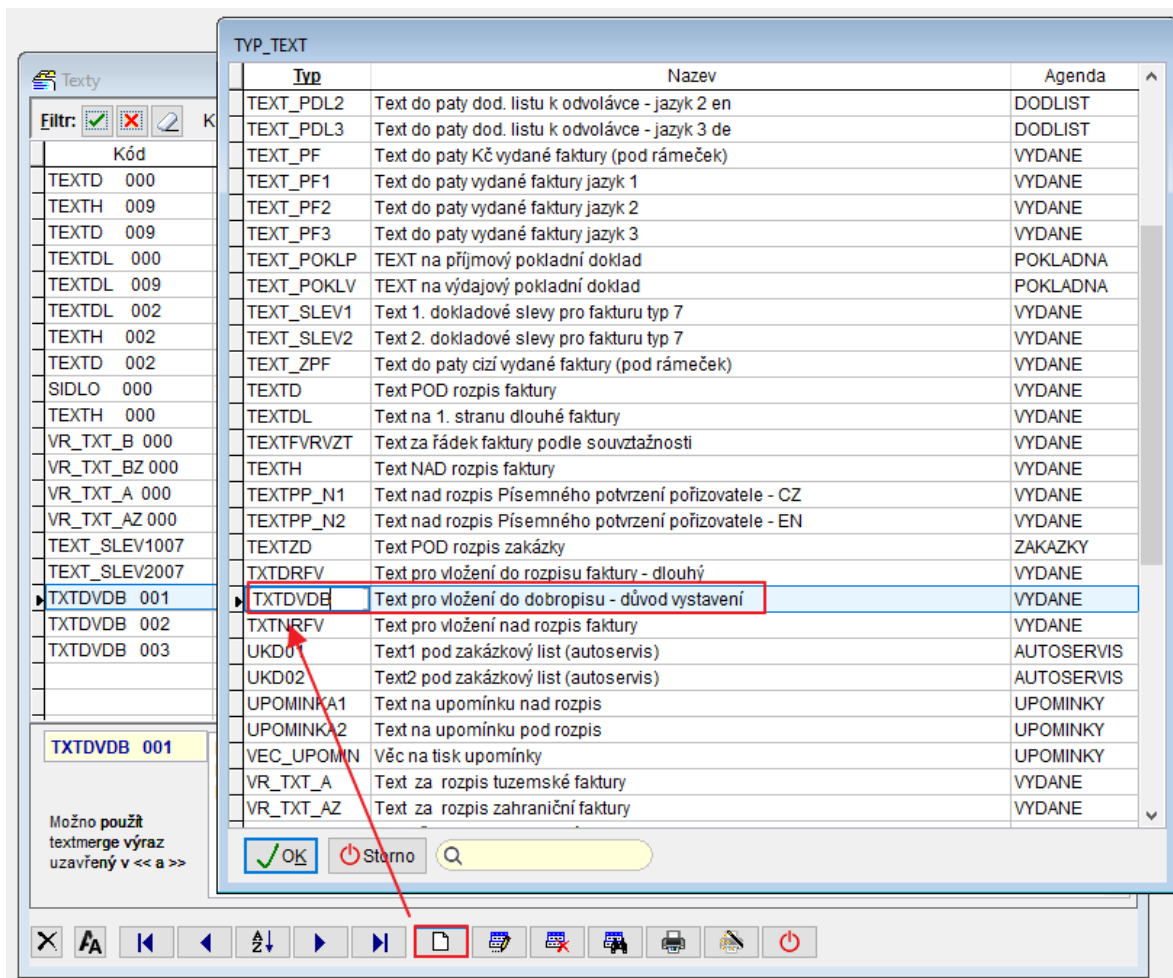 TYP_TEXT
Typ Nazev Agenda
TEXT_PDL2 Text do paty dod. listu k odvolávce - jazyk 2 en DODLIST
TEXT_PDL3 Text do paty dod. listu k odvolávce - jazyk 3 de DODLIST
TEXT_PF Text do paty Kč vydané faktury (pod rámeček) VYDANE
TEXT_PF1 Text do paty vydané faktury jazyk 1 VYDANE
TEXT_PF2 Text do paty vydané faktury jazyk 2 VYDANE
TEXT_PF3 Text do paty vydané faktury jazyk 3 VYDANE
TEXT_POKLP TEXT na příjmový pokladní doklad POKLADNA
TEXT_POKLV TEXT na výdajový pokladní doklad POKLADNA
TEXT_SLEV1 Text 1. dokladové slevy pro fakturu typ 7 VYDANE
TEXT_SLEV2 Text 2. dokladové slevy pro fakturu typ 7 VYDANE
TEXT_ZPF Text do paty cizí vydané faktury (pod rámeček) VYDANE
TEXTD Text POD rozpis faktury VYDANE
TEXTDL Text na 1. stranu dlouhé faktury VYDANE
TEXTFVRVZT Text za řádek faktury podle souvztažnosti VYDANE
TEXTH Text NAD rozpis faktury VYDANE
TEXTPP_N1 Text nad rozpis Písemného potvrzení pořizovatele - CZ VYDANE
TEXTPP_N2 Text nad rozpis Písemného potvrzení pořizovatele - EN VYDANE
TEXTZD Text POD rozpis zakázky ZAKAZKY
TXTDRFV Text pro vložení do rozpisu faktury - dlouhý VYDANE
TXTDVDB Text pro vložení do dobropisu - důvod vystavení VYDANE
TXTNRFV Text pro vložení nad rozpis faktury VYDANE
UKD01 Text1 pod zakázkový list (autoservis) AUTOSERVIS
UKD02 Text2 pod zakázkový list (autoservis) AUTOSERVIS
UPOMINKA1 Text na upomínku nad rozpis UPOMINKY
UPOMINKA2 Text na upomínku pod rozpis UPOMINKY
VEC_UPOMIN Věc na tisk upomínky UPOMINKY
VR_TXT_A Text za rozpis tuzemské faktury VYDANE
VR_TXT_AZ Text za rozpis zahraniční faktury VYDANE
OK Storno
Texty
Filtr: K
Kód
TEXTD 000
TEXTH 009
TEXTD 009
TEXTDL 000
TEXTDL 009
TEXTDL 002
TEXTH 002
TEXTD 002
SIDLO 000
TEXTH 000
VR_TXT_B 000
VR_TXT_BZ 000
VR_TXT_A 000
VR_TXT_AZ 000
TEXT_SLEV1007
TEXT_SLEV2007
TXTDVDB 001
TXTDVDB 002
TXTDVDB 003
TXTDVDB 001
Možno použít
textmerge výraz
uzavřený v << a >>